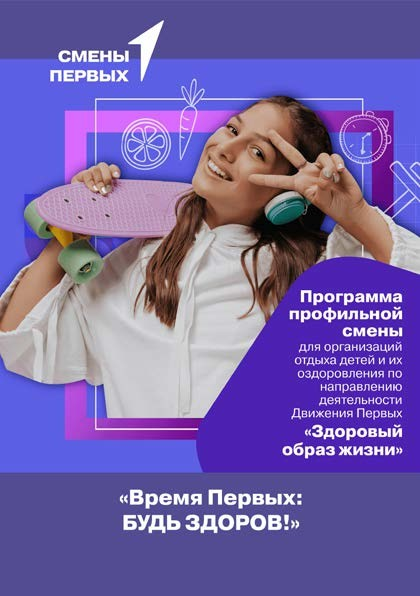 СМЕНЫ
ПЕРВЫХ
Программа
профильной
смены
для организаций
отдыха детей и их
оздоровления по
направлению
деятельности
Движения Первых
«Здоровый
образ жизни»
«Время Первых:
БУДЬ ЗДОРОВ!»